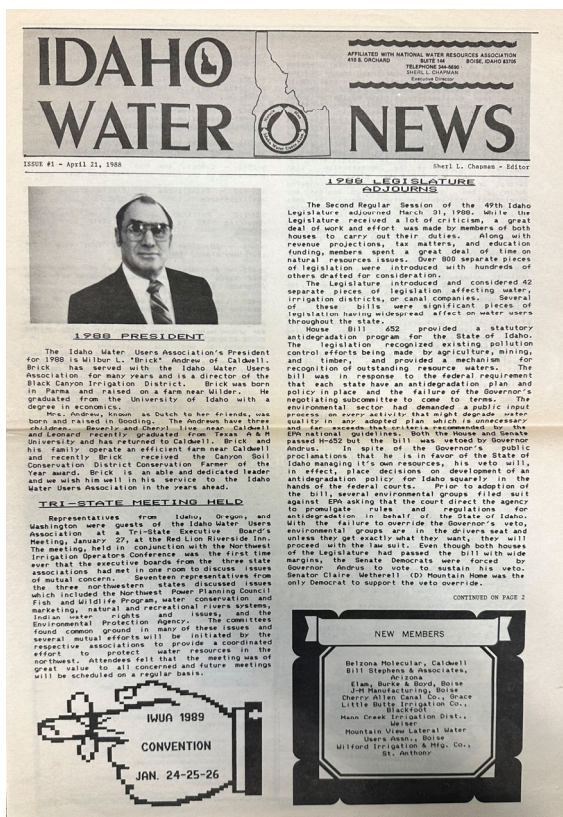 IDAHO
WATER NEWS
AFFILIATED WITH NATIONAL WATER RESOURCES ASSOCIATION
410 S. ORCHARD SUITE 144 BOISE, IDAHO 83705
TELEPHONE 344-6690
SHERL L. CHAPMAN
Executive Director
ISSUE #1 - April 21, 1988
Sherl L. Chapman - Editor
1988 PRESIDENT
The Idaho Water Users Association's President
for 1988 is Wilbur L. "Brick" Andrew of Caldwell.
Brick has served with the Idaho Water Users
Association for many years and is a director of the
Black Canyon Irrigation District. Brick was born
in Parma and raised on a farm near Wilder. He
graduated from the University of Idaho with a
degree in economics.
Mrs. Andrew, known as Dutch to her friends, was
born and raised in Gooding. The Andrews have three
children. Beverly and Cheryl live near Caldwell
and Leonard recently graduated from Texas A & M
University and has returned to Caldwell. Brick and
his family operate an efficient farm near Caldwell
and recently Brick received the Canyon Soil
Conservation District Conservation Farmer of the
Year award. Brick is an able and dedicated leader
and we wish him well in his service to the Idaho
Water Users Association in the years ahead.
TRI-STATE MEETING HELD
Representatives from Idaho, Oregon, and
Washington were guests of the Idaho Water Users
Association at a Tri-State Executive Board's
Meeting, January 27, at the Red Lion Riverside Inn.
The meeting, held in conjunction with the Northwest
Irrigation Operators Conference was the first time
ever that the executive boards from the three state
associations had met in one room to discuss issues
of mutual concern. Seventeen representatives from
the three northwestern states discussed issues
which included the Northwest Power Planning Council
Fish and Wildlife Program, water conservation and
marketing, natural and recreational rivers systems,
Indian water rights and issues, and the
Environmental Protection Agency. The committees
found common ground in many of these issues and
several mutual efforts will be initiated by the
respective associations to provide a coordinated
effort to protect water resources in the
northwest. Attendees felt that the meeting was of
great value to all concerned and future meetings
will be scheduled on a regular basis.
IWUA 1989
CONVENTION
JAN. 24-25-26
1988 LEGISLATURE
ADJOURNS
The Second Regular Session of the 49th Idaho
Legislature adjourned March 31, 1988. While the
Legislature received a lot of criticism, a great
deal of work and effort was made by members of both
houses to carry out their duties. Along with
revenue projections, tax matters, and education
funding, members spent a great deal of time on
natural resources issues. Over 800 separate pieces
of legislation were introduced with hundreds of
others drafted for consideration.
The Legislature introduced and considered 42
separate pieces of legislation affecting water,
irrigation districts, or canal companies. Several
of these bills were significant pieces of
legislation having widespread affect on water users
throughout the state.
House Bill 652 provided a statutory
antidegradation program for the State of Idaho.
The legislation recognized existing pollution
control efforts being made by agriculture, mining,
and timber, and provided a mechanism for
recognition of outstanding resource waters. The
bill was in response to the federal requirement
that each state have an antidegradation plan and
policy in place and the failure of the Governor's
negotiating subcommittee to come to terms. The
environmental sector had demanded a public input
process on every activity that might degrade water
quality in any adopted plan which is unnecessary
and far exceeds that criteria recommended by the
EPA national guidelines. Both the House and Senate
passed H-652 but the bill was vetoed by Governor
Andrus. In spite of the Governor's public
proclamations that he is in favor of the State of
Idaho managing it's own resources, his veto will,
in effect, place decisions on development of an
antidegradation policy for Idaho squarely in the
hands of the federal courts. Prior to adoption of
the bill, several environmental groups filed suit
against EPA asking that the court direct the agency
to promulgate rules and regulations for
antidegradation in behalf of the State of Idaho.
With the failure to override the Governor's veto,
environmental groups are in the drivers seat and
unless they get exactly what they want, they will
proceed with the law suit. Even though both houses
of the Legislature had passed the bill with wide
margins, the Senate Democrats were forced by
Governor Andrus to vote to sustain his veto.
Senator Claire Wetherell (D) Mountain Home was the
only Democrat to support the veto override.
CONTINUED ON PAGE 2
NEW MEMBERS
Belzona Molecular, Caldwell
Bill Stephens & Associates,
Arizona
Elam, Burke & Boyd, Boise
J-M Manufacturing, Boise
Cherry Allen Canal Co., Grace
Little Butte Irrigation Co.,
Blackfoot
Mann Creek Irrigation Dist.,
Weiser
Mountain View Lateral Water
Users Assn., Boise
Wilford Irrigation & Mfg. Co.,
St. Anthony